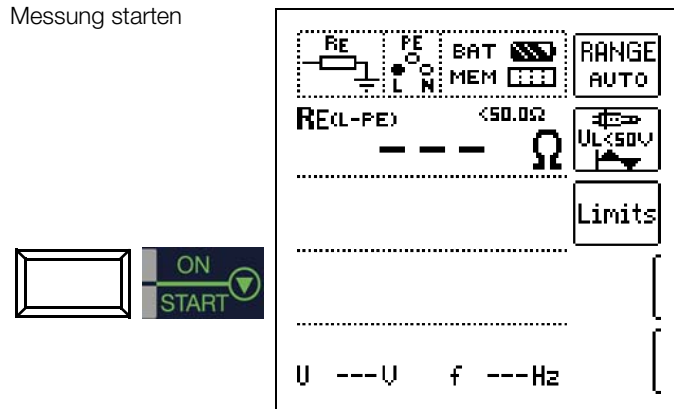 Messung starten
RE
PE
L N
BAT
MEM
RANGE
AUTO
RE(L-PE) <50.0Ω
--- Ω
UL<50V
Limits
ON
START
U ---V f ---Hz